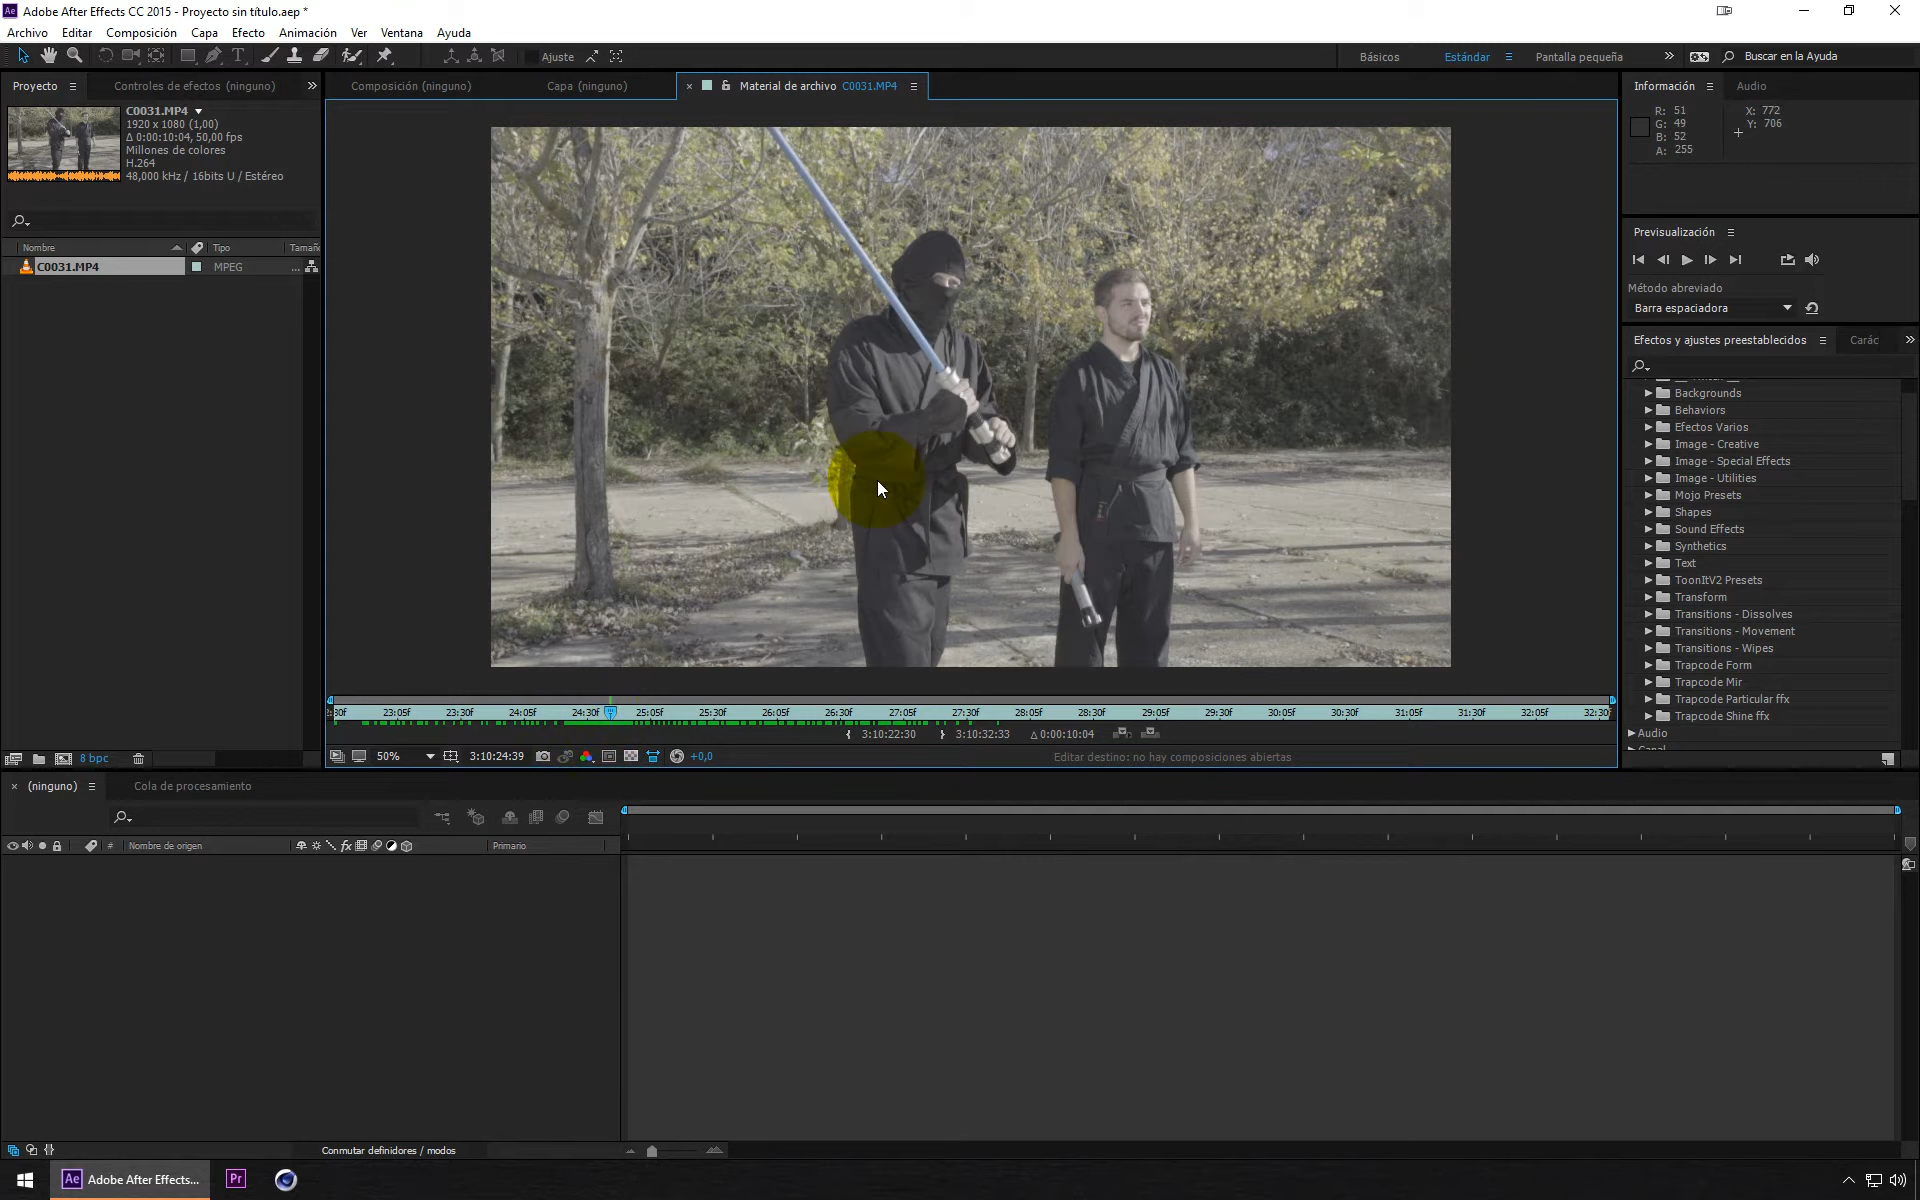 Adobe After Effects CC 2015 - Proyecto sin título.aep *
Archivo Editar Composición Capa Efecto Animación Ver Ventana Ayuda
Ajuste
Básicos Estándar Pantalla pequeña
Buscar en la Ayuda
Proyecto
Controles de efectos (ninguno)
C0031.MP4
1920 x 1080 (1,00)
Δ 0:00:10:04, 50,00 fps
Millones de colores
H.264
48,000 kHz / 16bits U / Estéreo
Nombre Tipo Tamañ
C0031.MP4 MPEG ...
8 bpc
Composición (ninguno)
Capa (ninguno)
Material de archivo C0031.MP4
23:05f 23:30f 24:05f 24:30f 25:05f 25:30f 26:05f 26:30f 27:05f 27:30f 28:05f 28:30f 29:05f 29:30f 30:05f 30:30f 31:05f 31:30f 32:05f 32:30f
3:10:22:30 3:10:32:33 Δ 0:00:10:04
50% 3:10:24:39 +0,0
Editar destino: no hay composiciones abiertas
Información Audio
R: 51
G: 49
B: 52
A: 255
X: 772
Y: 706
Previsualización
Método abreviado
Barra espaciadora
Efectos y ajustes preestablecidos Carác
Backgrounds
Behaviors
Efectos Varios
Image - Creative
Image - Special Effects
Image - Utilities
Mojo Presets
Shapes
Sound Effects
Synthetics
Text
ToonItV2 Presets
Transform
Transitions - Dissolves
Transitions - Movement
Transitions - Wipes
Trapcode Form
Trapcode Mir
Trapcode Particular ffx
Trapcode Shine ffx
Audio
(ninguno)
Cola de procesamiento
# Nombre de origen fx Primario
Conmutar definidores / modos
Ae Adobe After Effects...
Pr